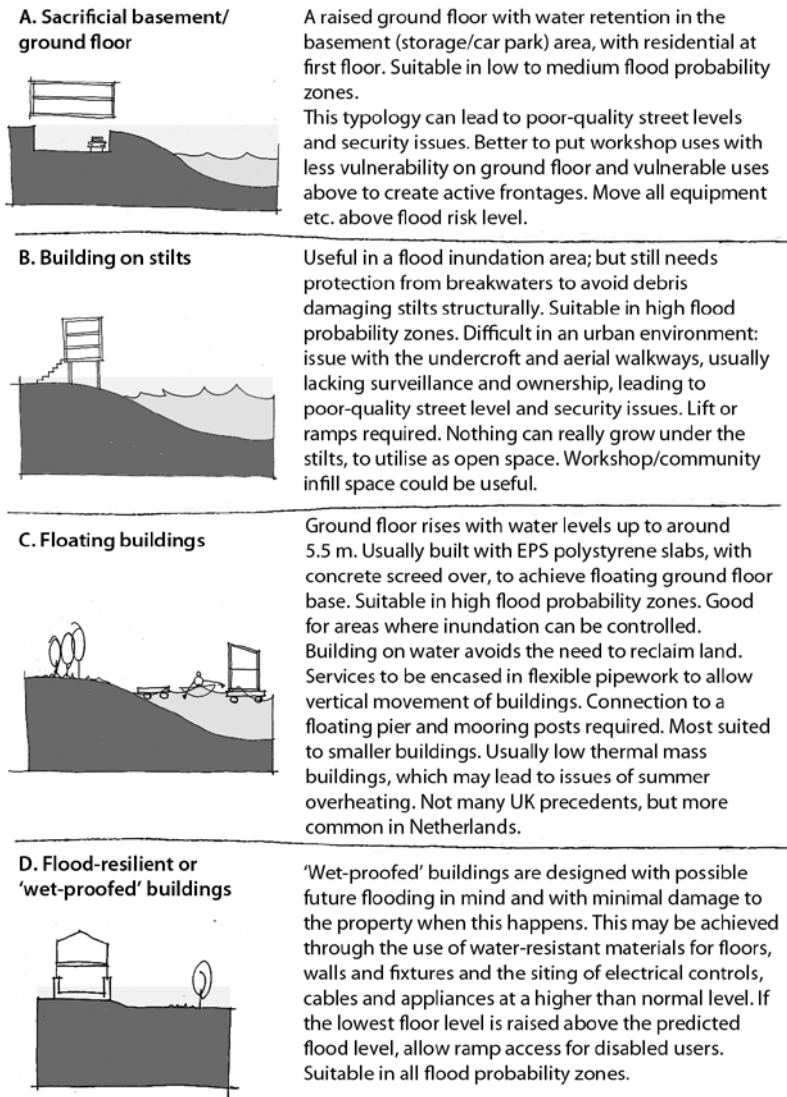 A. Sacrificial basement/
ground floor
A raised ground floor with water retention in the
basement (storage/car park) area, with residential at
first floor. Suitable in low to medium flood probability
zones.
This typology can lead to poor-quality street levels
and security issues. Better to put workshop uses with
less vulnerability on ground floor and vulnerable uses
above to create active frontages. Move all equipment
etc. above flood risk level.
B. Building on stilts
Useful in a flood inundation area; but still needs
protection from breakwaters to avoid debris
damaging stilts structurally. Suitable in high flood
probability zones. Difficult in an urban environment:
issue with the undercroft and aerial walkways, usually
lacking surveillance and ownership, leading to
poor-quality street level and security issues. Lift or
ramps required. Nothing can really grow under the
stilts, to utilise as open space. Workshop/community
infill space could be useful.
C. Floating buildings
Ground floor rises with water levels up to around
5.5 m. Usually built with EPS polystyrene slabs, with
concrete screed over, to achieve floating ground floor
base. Suitable in high flood probability zones. Good
for areas where inundation can be controlled.
Building on water avoids the need to reclaim land.
Services to be encased in flexible pipework to allow
vertical movement of buildings. Connection to a
floating pier and mooring posts required. Most suited
to smaller buildings. Usually low thermal mass
buildings, which may lead to issues of summer
overheating. Not many UK precedents, but more
common in Netherlands.
D. Flood-resilient or
‘wet-proofed’ buildings
‘Wet-proofed’ buildings are designed with possible
future flooding in mind and with minimal damage to
the property when this happens. This may be achieved
through the use of water-resistant materials for floors,
walls and fixtures and the siting of electrical controls,
cables and appliances at a higher than normal level. If
the lowest floor level is raised above the predicted
flood level, allow ramp access for disabled users.
Suitable in all flood probability zones.